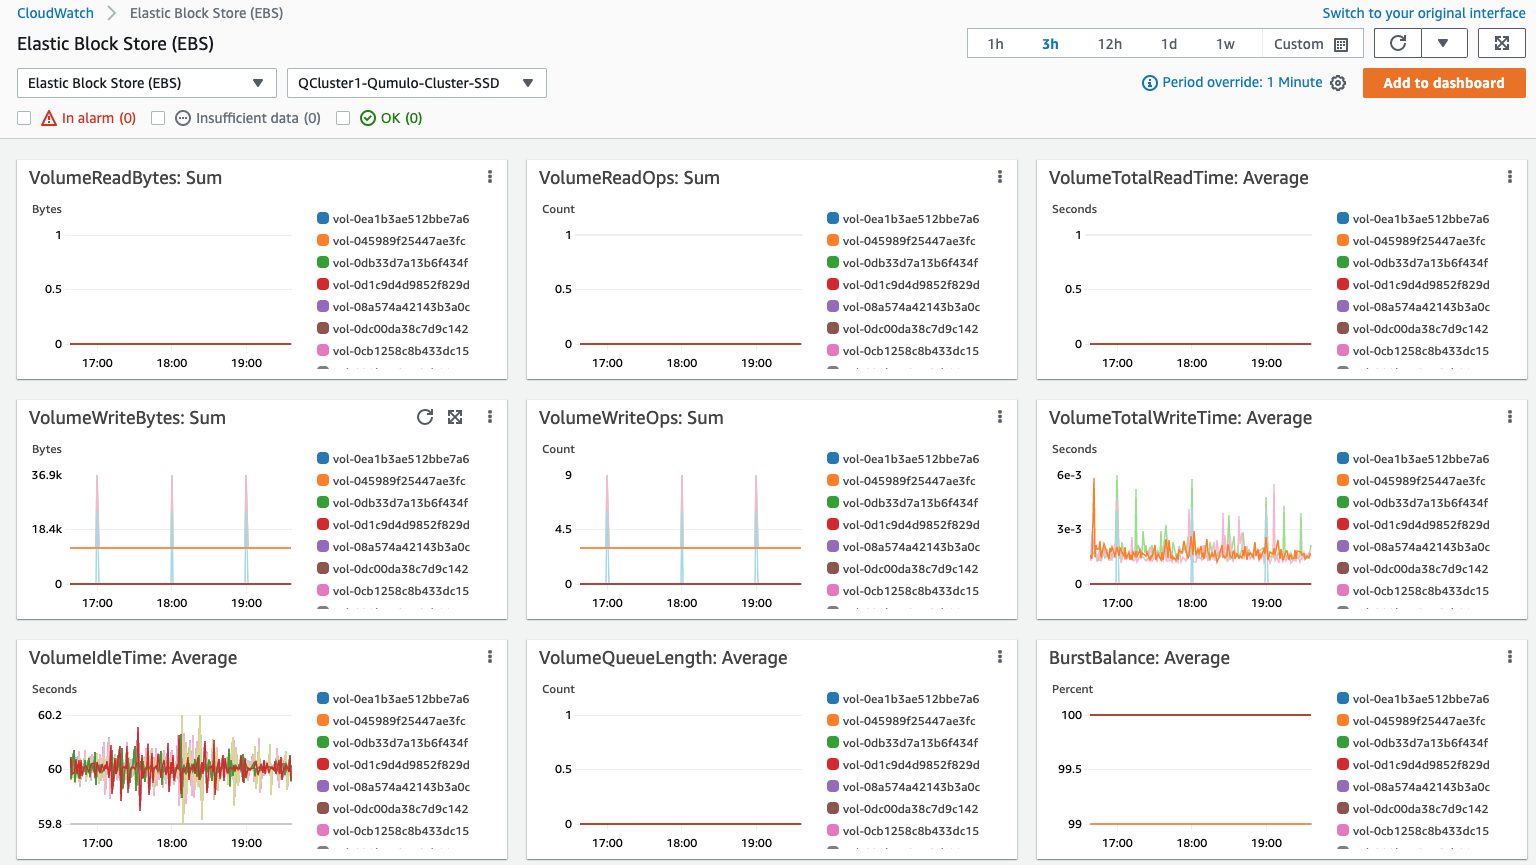 CloudWatch
Elastic Block Store (EBS)
Switch to your original interface
Elastic Block Store (EBS)
1h
3h
12h
1d
1w
Custom
Elastic Block Store (EBS)
QCluster1-Qumulo-Cluster-SSD
Period override: 1 Minute
Add to dashboard
In alarm (0)
Insufficient data (0)
OK (0)
VolumeReadBytes: Sum
Bytes
1
0.5
0
17:00
18:00
19:00
vol-0ea1b3ae512bbe7a6
vol-045989f25447ae3fc
vol-0db33d7a13b6f434f
vol-0d1c9d4d9852f829d
vol-08a574a42143b3a0c
vol-0dc00da38c7d9c142
vol-0cb1258c8b433dc15
VolumeReadOps: Sum
Count
1
0.5
0
17:00
18:00
19:00
vol-0ea1b3ae512bbe7a6
vol-045989f25447ae3fc
vol-0db33d7a13b6f434f
vol-0d1c9d4d9852f829d
vol-08a574a42143b3a0c
vol-0dc00da38c7d9c142
vol-0cb1258c8b433dc15
VolumeTotalReadTime: Average
Seconds
1
0.5
0
17:00
18:00
19:00
vol-0ea1b3ae512bbe7a6
vol-045989f25447ae3fc
vol-0db33d7a13b6f434f
vol-0d1c9d4d9852f829d
vol-08a574a42143b3a0c
vol-0dc00da38c7d9c142
vol-0cb1258c8b433dc15
VolumeWriteBytes: Sum
Bytes
36.9k
18.4k
0
17:00
18:00
19:00
vol-0ea1b3ae512bbe7a6
vol-045989f25447ae3fc
vol-0db33d7a13b6f434f
vol-0d1c9d4d9852f829d
vol-08a574a42143b3a0c
vol-0dc00da38c7d9c142
vol-0cb1258c8b433dc15
VolumeWriteOps: Sum
Count
9
4.5
0
17:00
18:00
19:00
vol-0ea1b3ae512bbe7a6
vol-045989f25447ae3fc
vol-0db33d7a13b6f434f
vol-0d1c9d4d9852f829d
vol-08a574a42143b3a0c
vol-0dc00da38c7d9c142
vol-0cb1258c8b433dc15
VolumeTotalWriteTime: Average
Seconds
6e-3
3e-3
0
17:00
18:00
19:00
vol-0ea1b3ae512bbe7a6
vol-045989f25447ae3fc
vol-0db33d7a13b6f434f
vol-0d1c9d4d9852f829d
vol-08a574a42143b3a0c
vol-0dc00da38c7d9c142
vol-0cb1258c8b433dc15
VolumeIdleTime: Average
Seconds
60.2
60
59.8
17:00
18:00
19:00
vol-0ea1b3ae512bbe7a6
vol-045989f25447ae3fc
vol-0db33d7a13b6f434f
vol-0d1c9d4d9852f829d
vol-08a574a42143b3a0c
vol-0dc00da38c7d9c142
vol-0cb1258c8b433dc15
VolumeQueueLength: Average
Count
1
0.5
0
17:00
18:00
19:00
vol-0ea1b3ae512bbe7a6
vol-045989f25447ae3fc
vol-0db33d7a13b6f434f
vol-0d1c9d4d9852f829d
vol-08a574a42143b3a0c
vol-0dc00da38c7d9c142
vol-0cb1258c8b433dc15
BurstBalance: Average
Percent
100
99.5
99
17:00
18:00
19:00
vol-0ea1b3ae512bbe7a6
vol-045989f25447ae3fc
vol-0db33d7a13b6f434f
vol-0d1c9d4d9852f829d
vol-08a574a42143b3a0c
vol-0dc00da38c7d9c142
vol-0cb1258c8b433dc15